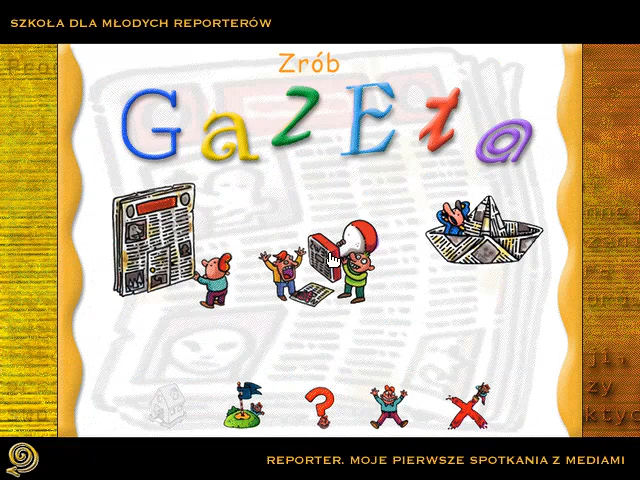 SZKOŁA DLA MŁODYCH REPORTERÓW
Zrób
GazEta
?
REPORTER. MOJE PIERWSZE SPOTKANIA Z MEDIAMI